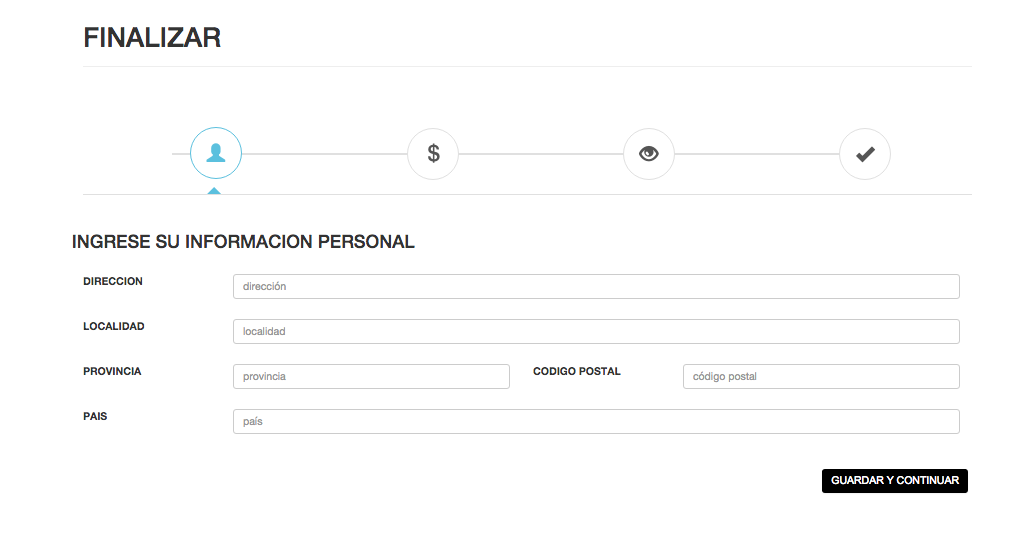 FINALIZAR
$
INGRESE SU INFORMACION PERSONAL
DIRECCION dirección
LOCALIDAD localidad
PROVINCIA provincia CODIGO POSTAL código postal
PAIS país
GUARDAR Y CONTINUAR